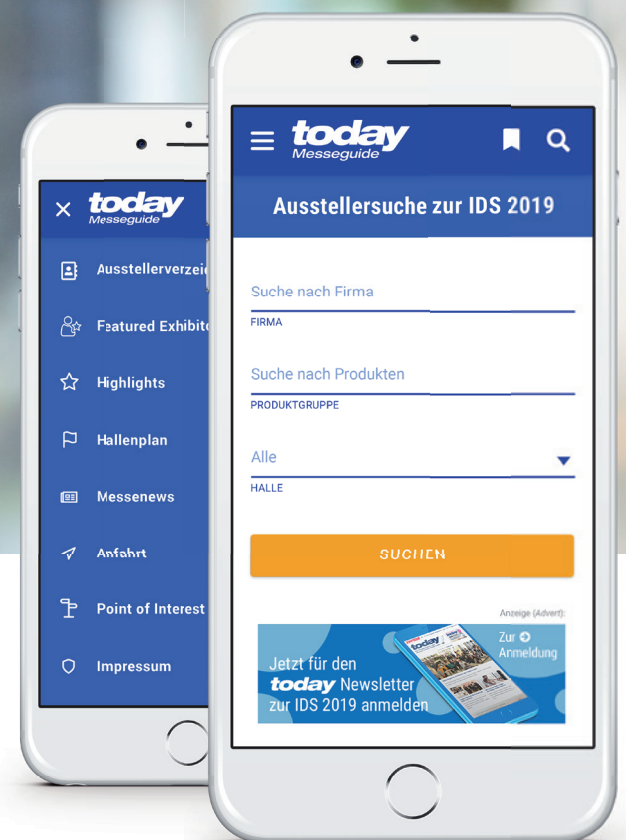 today
Messeguide
Ausstellerverzei
Featured Exhibit
Highlights
Hallenplan
Messenews
Anfahrt
Point of Interest
Impressum
today
Messeguide
Ausstellersuche zur IDS 2019
Suche nach Firma
FIRMA
Suche nach Produkten
PRODUKTGRUPPE
Alle
HALLE
SUCHEN
Anzeige (Advert):
Jetzt für den
today Newsletter
zur IDS 2019 anmelden
today
Zur
Anmeldung